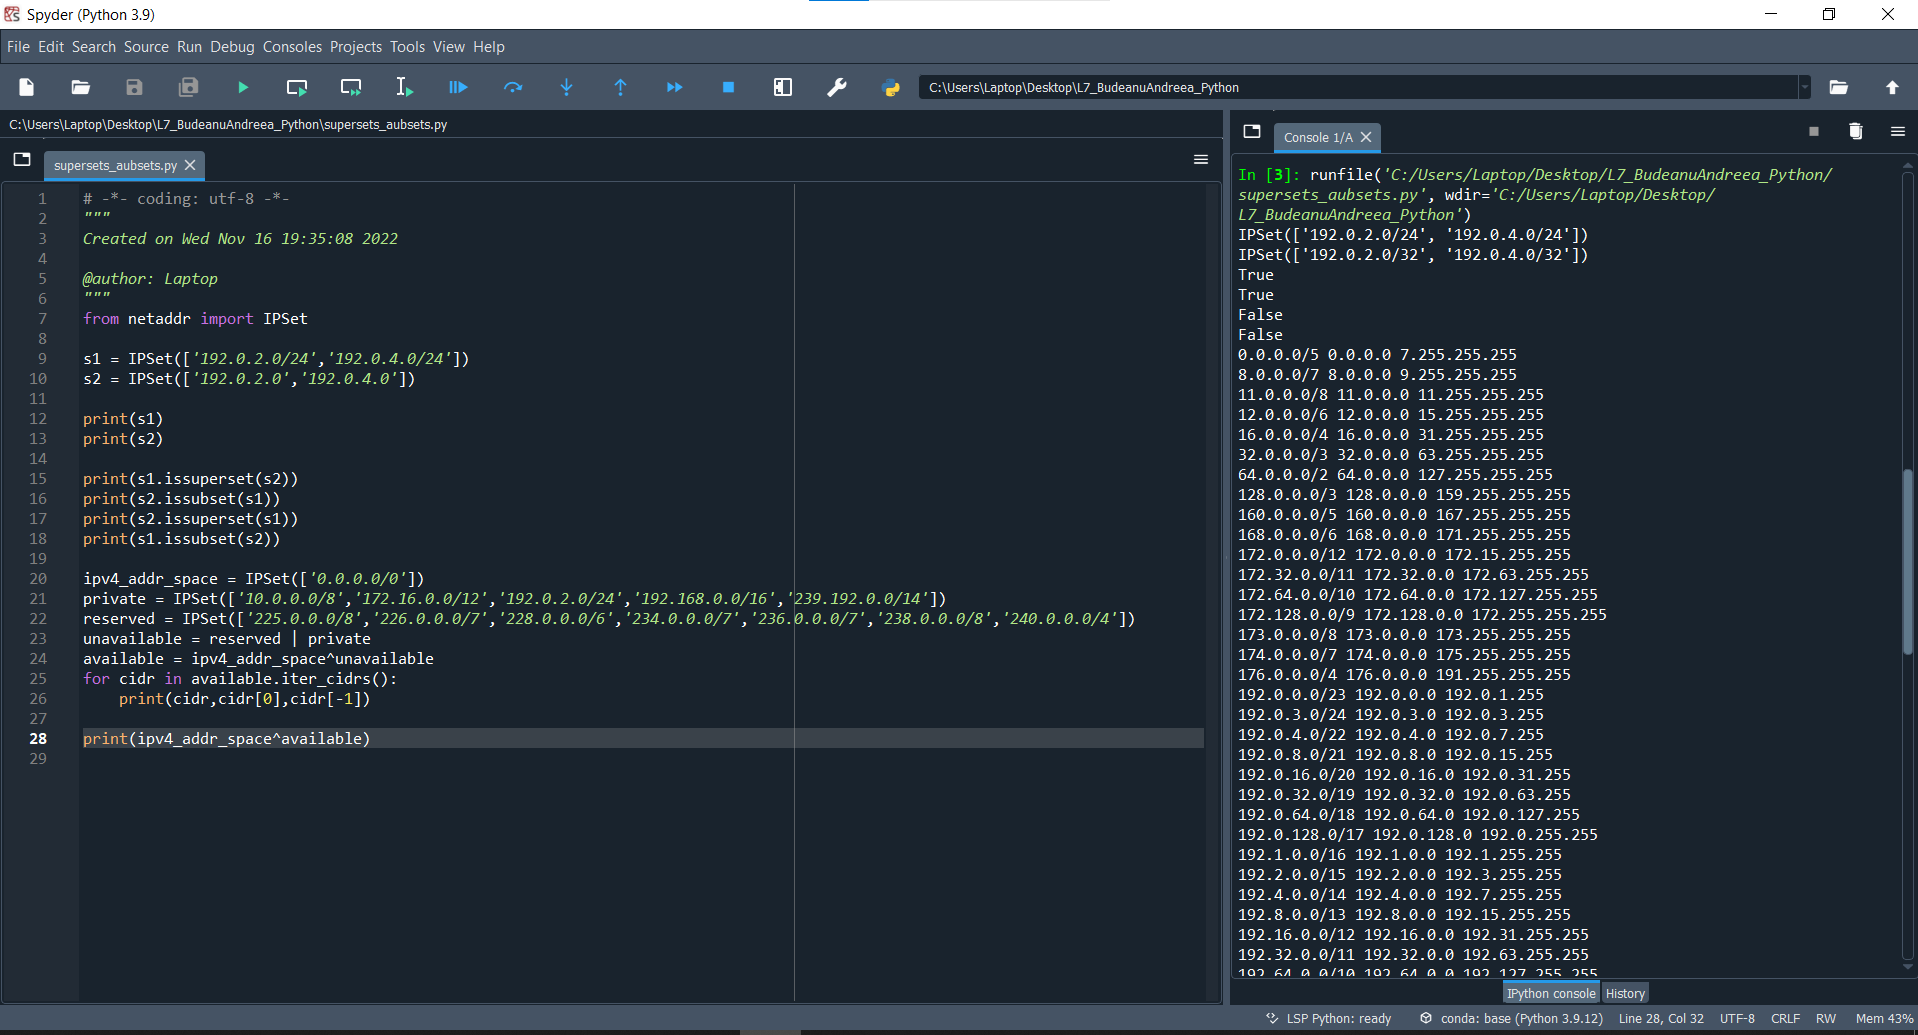 Spyder (Python 3.9)
File Edit Search Source Run Debug Consoles Projects Tools View Help
C:\Users\Laptop\Desktop\L7_BudeanuAndreea_Python
C:\Users\Laptop\Desktop\L7_BudeanuAndreea_Python\supersets_aubsets.py
supersets_aubsets.py
1 # -*- coding: utf-8 -*-
2 """
3 Created on Wed Nov 16 19:35:08 2022
4
5 @author: Laptop
6 """
7 from netaddr import IPSet
8
9 s1 = IPSet(['192.0.2.0/24','192.0.4.0/24'])
10 s2 = IPSet(['192.0.2.0','192.0.4.0'])
11
12 print(s1)
13 print(s2)
14
15 print(s1.issuperset(s2))
16 print(s2.issubset(s1))
17 print(s2.issuperset(s1))
18 print(s1.issubset(s2))
19
20 ipv4_addr_space = IPSet(['0.0.0.0/0'])
21 private = IPSet(['10.0.0.0/8','172.16.0.0/12','192.0.2.0/24','192.168.0.0/16','239.192.0.0/14'])
22 reserved = IPSet(['225.0.0.0/8','226.0.0.0/7','228.0.0.0/6','234.0.0.0/7','236.0.0.0/7','238.0.0.0/8','240.0.0.0/4'])
23 unavailable = reserved | private
24 available = ipv4_addr_space^unavailable
25 for cidr in available.iter_cidrs():
26     print(cidr,cidr[0],cidr[-1])
27
28 print(ipv4_addr_space^available)
29
Console 1/A
In [3]: runfile('C:/Users/Laptop/Desktop/L7_BudeanuAndreea_Python/
supersets_aubsets.py', wdir='C:/Users/Laptop/Desktop/
L7_BudeanuAndreea_Python')
IPSet(['192.0.2.0/24', '192.0.4.0/24'])
IPSet(['192.0.2.0/32', '192.0.4.0/32'])
True
True
False
False
0.0.0.0/5 0.0.0.0 7.255.255.255
8.0.0.0/7 8.0.0.0 9.255.255.255
11.0.0.0/8 11.0.0.0 11.255.255.255
12.0.0.0/6 12.0.0.0 15.255.255.255
16.0.0.0/4 16.0.0.0 31.255.255.255
32.0.0.0/3 32.0.0.0 63.255.255.255
64.0.0.0/2 64.0.0.0 127.255.255.255
128.0.0.0/3 128.0.0.0 159.255.255.255
160.0.0.0/5 160.0.0.0 167.255.255.255
168.0.0.0/6 168.0.0.0 171.255.255.255
172.0.0.0/12 172.0.0.0 172.15.255.255
172.32.0.0/11 172.32.0.0 172.63.255.255
172.64.0.0/10 172.64.0.0 172.127.255.255
172.128.0.0/9 172.128.0.0 172.255.255.255
173.0.0.0/8 173.0.0.0 173.255.255.255
174.0.0.0/7 174.0.0.0 175.255.255.255
176.0.0.0/4 176.0.0.0 191.255.255.255
192.0.0.0/23 192.0.0.0 192.0.1.255
192.0.3.0/24 192.0.3.0 192.0.3.255
192.0.4.0/22 192.0.4.0 192.0.7.255
192.0.8.0/21 192.0.8.0 192.0.15.255
192.0.16.0/20 192.0.16.0 192.0.31.255
192.0.32.0/19 192.0.32.0 192.0.63.255
192.0.64.0/18 192.0.64.0 192.0.127.255
192.0.128.0/17 192.0.128.0 192.0.255.255
192.1.0.0/16 192.1.0.0 192.1.255.255
192.2.0.0/15 192.2.0.0 192.3.255.255
192.4.0.0/14 192.4.0.0 192.7.255.255
192.8.0.0/13 192.8.0.0 192.15.255.255
192.16.0.0/12 192.16.0.0 192.31.255.255
192.32.0.0/11 192.32.0.0 192.63.255.255
192.64.0.0/10 192.64.0.0 192.127.255.255
IPython console History
LSP Python: ready conda: base (Python 3.9.12) Line 28, Col 32 UTF-8 CRLF RW Mem 43%